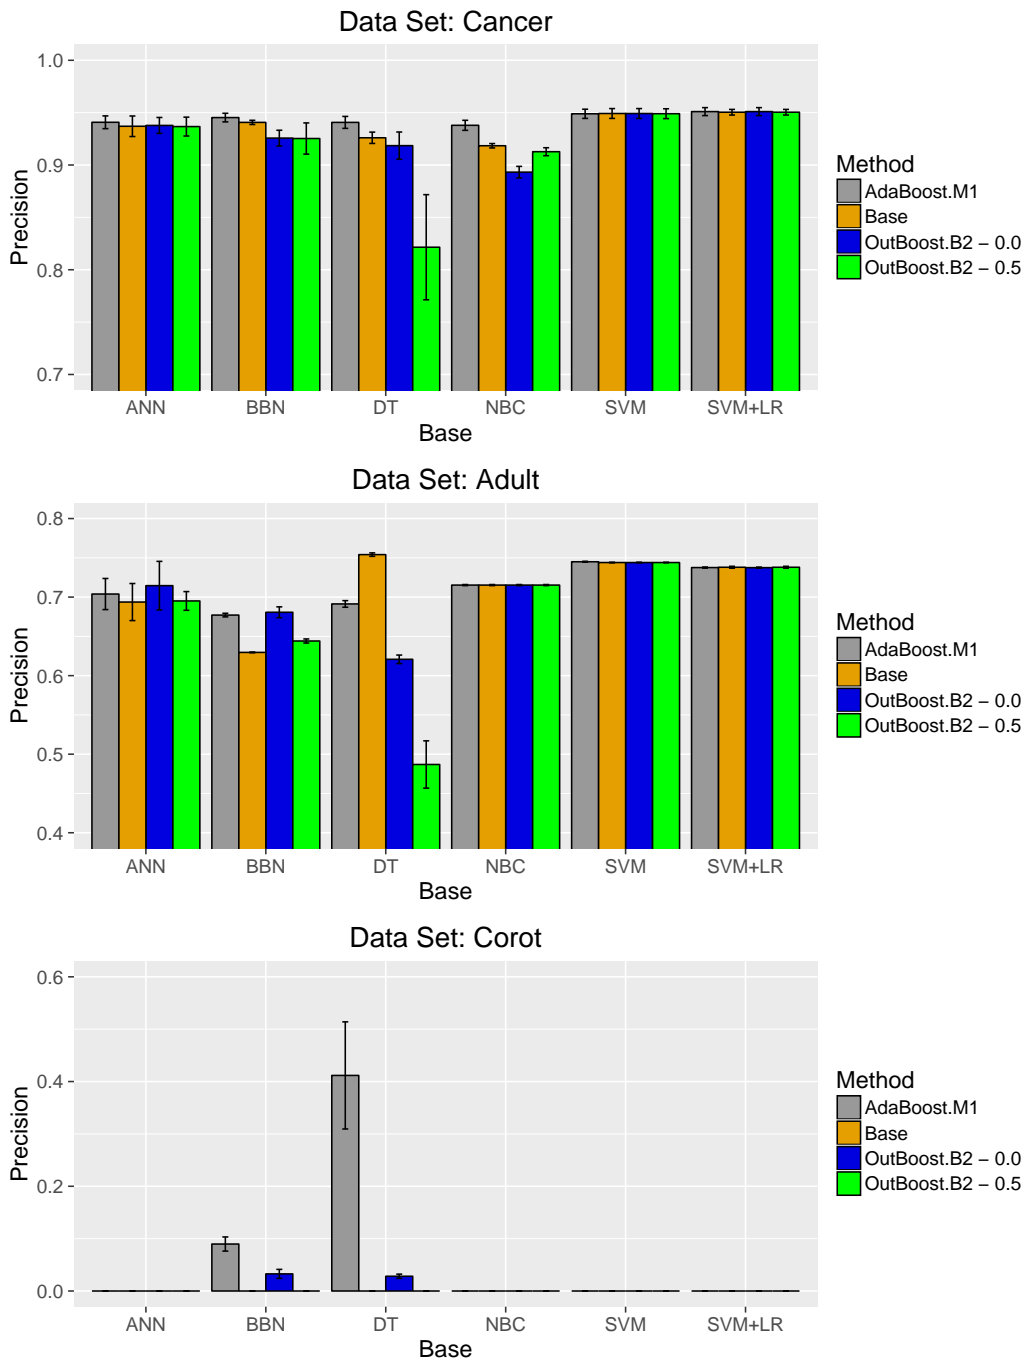 Data Set: Cancer
1.0
0.9
0.8
0.7
Precision
ANN BBN DT NBC SVM SVM+LR
Base
Method
AdaBoost.M1
Base
OutBoost.B2 − 0.0
OutBoost.B2 − 0.5
Data Set: Adult
0.8
0.7
0.6
0.5
0.4
Precision
ANN BBN DT NBC SVM SVM+LR
Base
Method
AdaBoost.M1
Base
OutBoost.B2 − 0.0
OutBoost.B2 − 0.5
Data Set: Corot
0.6
0.4
0.2
0.0
Precision
ANN BBN DT NBC SVM SVM+LR
Base
Method
AdaBoost.M1
Base
OutBoost.B2 − 0.0
OutBoost.B2 − 0.5